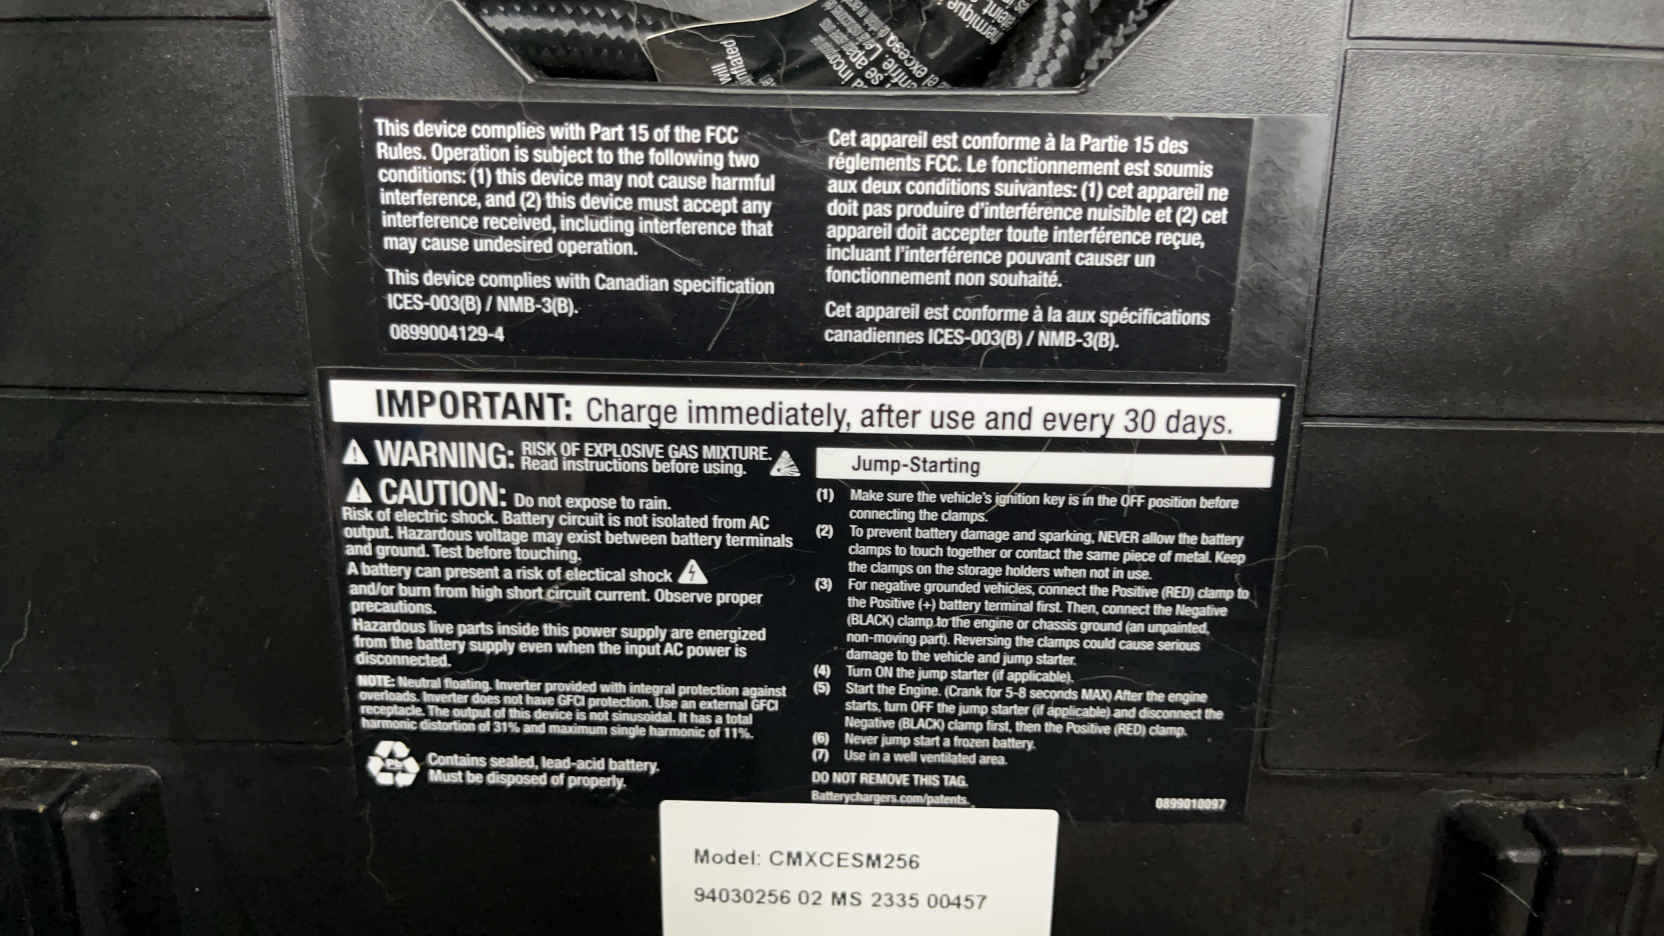 will
initiated
ermique
el exceso
This device complies with Part 15 of the FCC
Rules. Operation is subject to the following two
conditions: (1) this device may not cause harmful
interference, and (2) this device must accept any
interference received, including interference that
may cause undesired operation.
This device complies with Canadian specification
ICES-003(B) / NMB-3(B).
0899004129-4
Cet appareil est conforme à la Partie 15 des
réglements FCC. Le fonctionnement est soumis
aux deux conditions suivantes: (1) cet appareil ne
doit pas produire d'interférence nuisible et (2) cet
appareil doit accepter toute interférence reçue,
incluant l'interférence pouvant causer un
fonctionnement non souhaité.
Cet appareil est conforme à la aux spécifications
canadiennes ICES-003(B) / NMB-3(B).
IMPORTANT: Charge immediately, after use and every 30 days.
WARNING: RISK OF EXPLOSIVE GAS MIXTURE.
Read instructions before using.
CAUTION: Do not expose to rain.
Risk of electric shock. Battery circuit is not isolated from AC
output. Hazardous voltage may exist between battery terminals
and ground. Test before touching.
A battery can present a risk of electical shock
and/or burn from high short circuit current. Observe proper
precautions.
Hazardous live parts inside this power supply are energized
from the battery supply even when the input AC power is
disconnected.
NOTE: Neutral floating. Inverter provided with integral protection against
overloads. Inverter does not have GFCI protection. Use an external GFCI
receptacle. The output of this device is not sinusoidal. It has a total
harmonic distortion of 31% and maximum single harmonic of 11%.
Pb
Contains sealed, lead-acid battery.
Must be disposed of properly.
Jump-Starting
(1) Make sure the vehicle's ignition key is in the OFF position before
connecting the clamps.
(2) To prevent battery damage and sparking, NEVER allow the battery
clamps to touch together or contact the same piece of metal. Keep
the clamps on the storage holders when not in use.
(3) For negative grounded vehicles, connect the Positive (RED) clamp to
the Positive (+) battery terminal first. Then, connect the Negative
(BLACK) clamp to the engine or chassis ground (an unpainted,
non-moving part). Reversing the clamps could cause serious
damage to the vehicle and jump starter.
(4) Turn ON the jump starter (if applicable).
(5) Start the Engine. (Crank for 5-8 seconds MAX) After the engine
starts, turn OFF the jump starter (if applicable) and disconnect the
Negative (BLACK) clamp first, then the Positive (RED) clamp.
(6) Never jump start a frozen battery.
(7) Use in a well ventilated area.
DO NOT REMOVE THIS TAG.
Batterychargers.com/patents.
0899010097
Model: CMXCESM256
94030256 02 MS 2335 00457